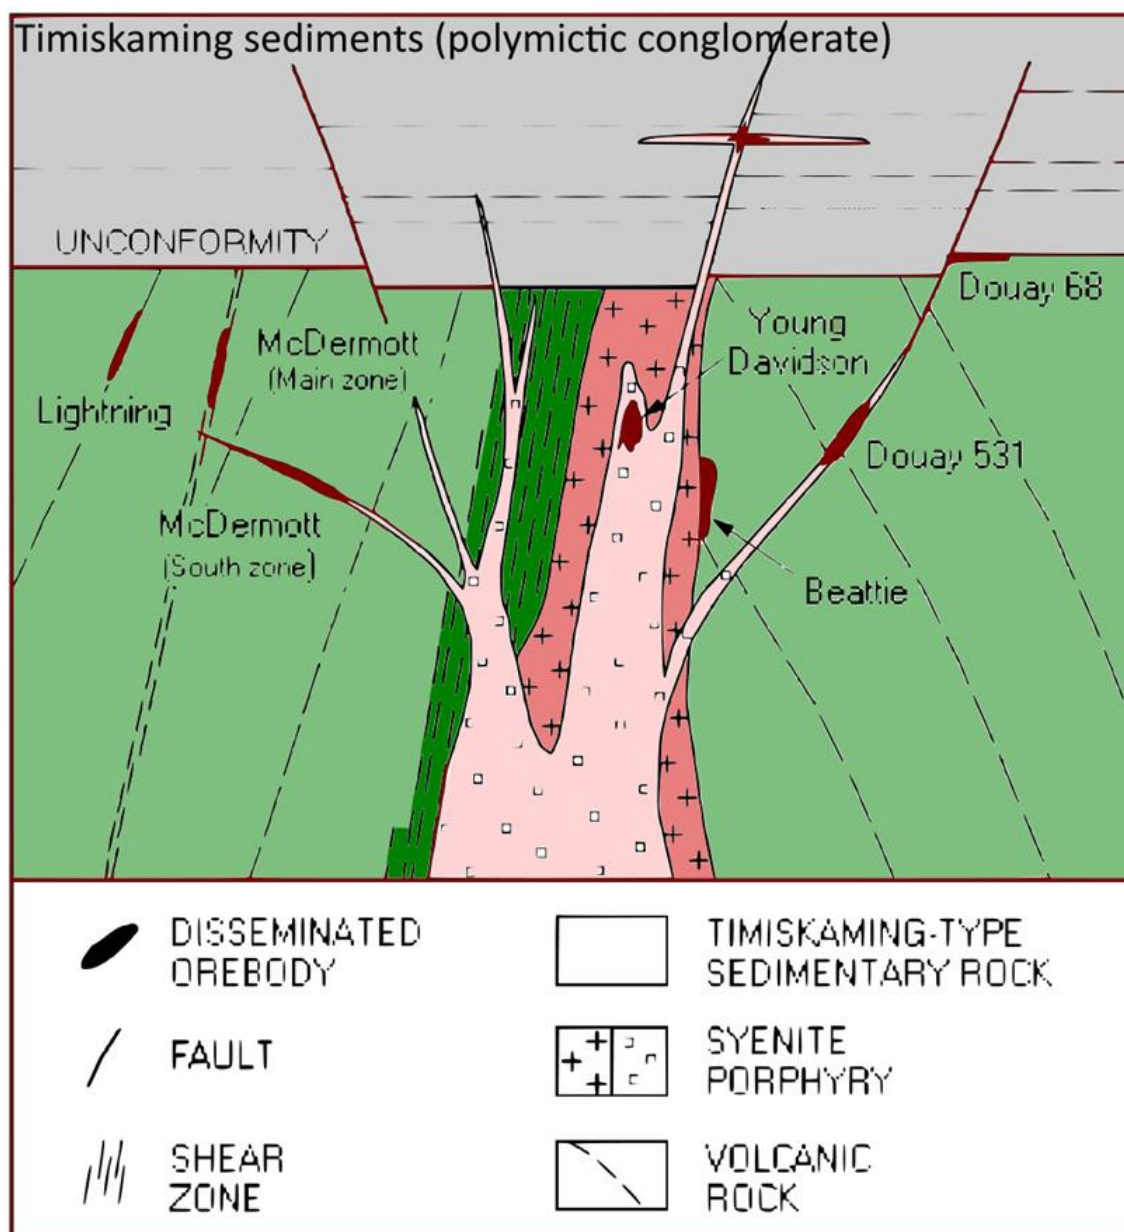 Timiskaming sediments (polymictic conglomerate)
UNCONFORMITY
Douay 68
Young
Davidson
McDermott
(Main zone)
Lightning
Douay 531
McDermott
(South zone)
Beattie
DISSEMINATED
OREBODY
TIMISKAMING-TYPE
SEDIMENTARY ROCK
FAULT
SYENITE
PORPHYRY
SHEAR
ZONE
VOLCANIC
ROCK